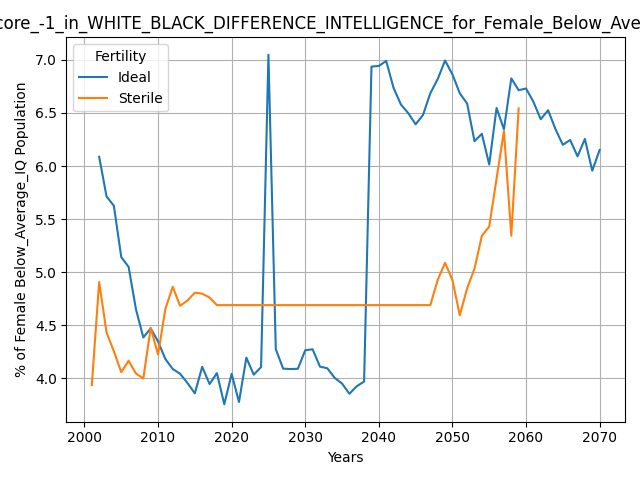 core_-1_in_WHITE_BLACK_DIFFERENCE_INTELLIGENCE_for_Female_Below_Ave
Fertility
Ideal
Sterile
% of Female Below_Average_IQ Population
7.0
6.5
6.0
5.5
5.0
4.5
4.0
2000 2010 2020 2030 2040 2050 2060 2070
Years